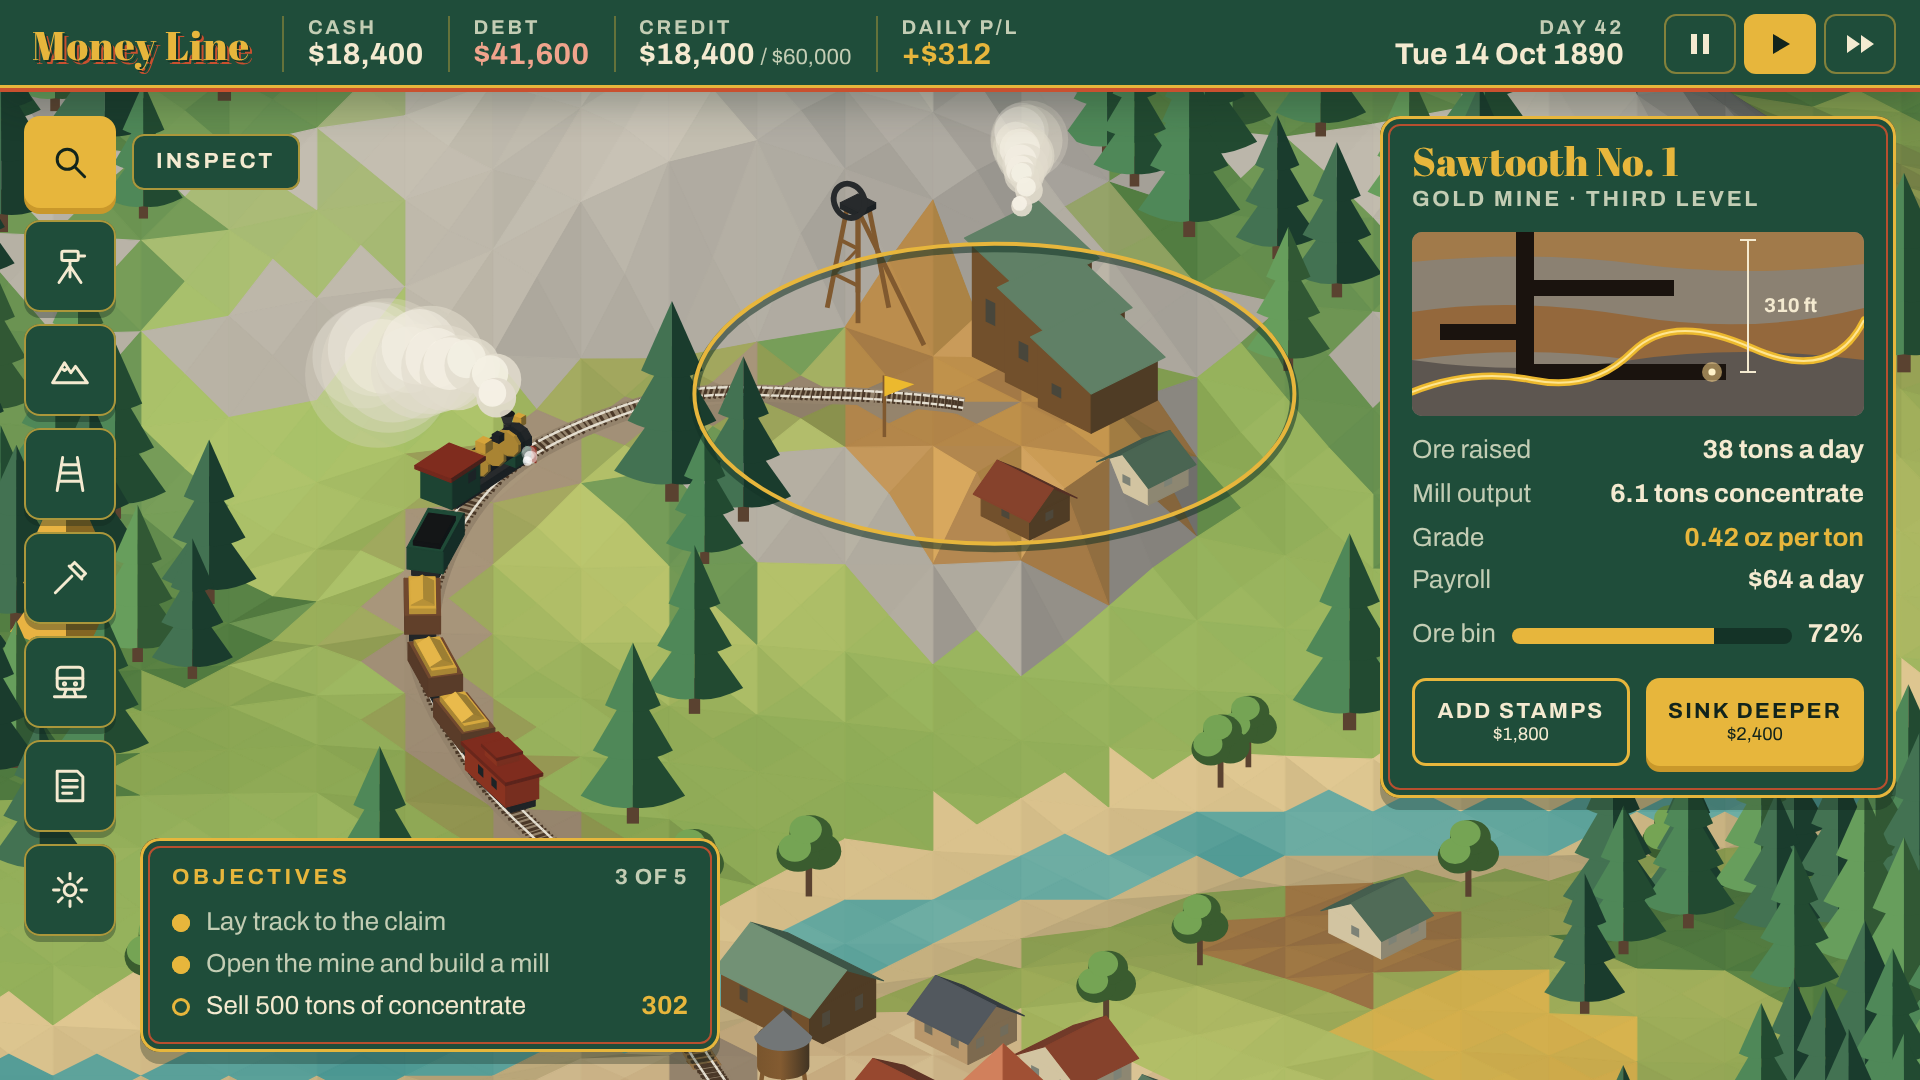 Money Line
CASH
$18,400
DEBT
$41,600
CREDIT
$18,400 / $60,000
DAILY P/L
+$312
DAY 42
Tue 14 Oct 1890
INSPECT
Sawtooth No. 1
GOLD MINE · THIRD LEVEL
310 ft
Ore raised 38 tons a day
Mill output 6.1 tons concentrate
Grade 0.42 oz per ton
Payroll $64 a day
Ore bin 72%
ADD STAMPS
$1,800
SINK DEEPER
$2,400
OBJECTIVES 3 OF 5
Lay track to the claim
Open the mine and build a mill
Sell 500 tons of concentrate 302